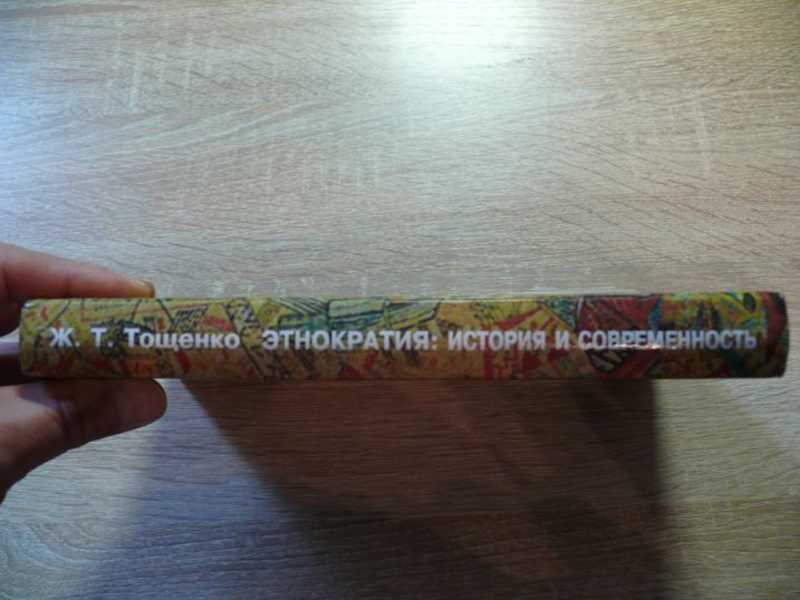 Ж. Т. Тощенко ЭТНОКРАТИЯ: ИСТОРИЯ И СОВРЕМЕННОСТЬ